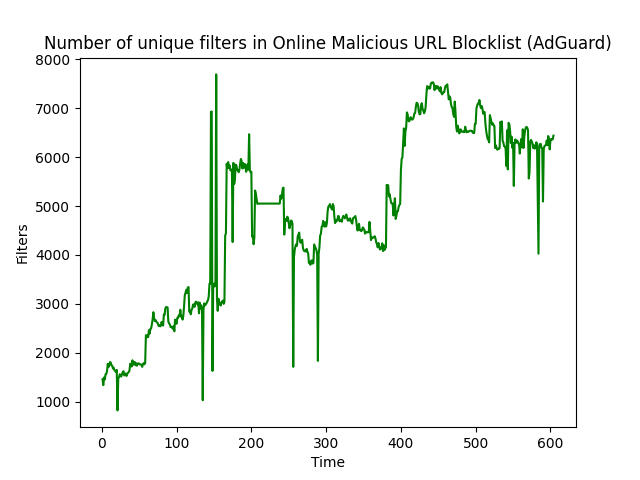 Number of unique filters in Online Malicious URL Blocklist (AdGuard)
8000
7000
6000
5000
4000
3000
2000
1000
Filters
0 100 200 300 400 500 600
Time